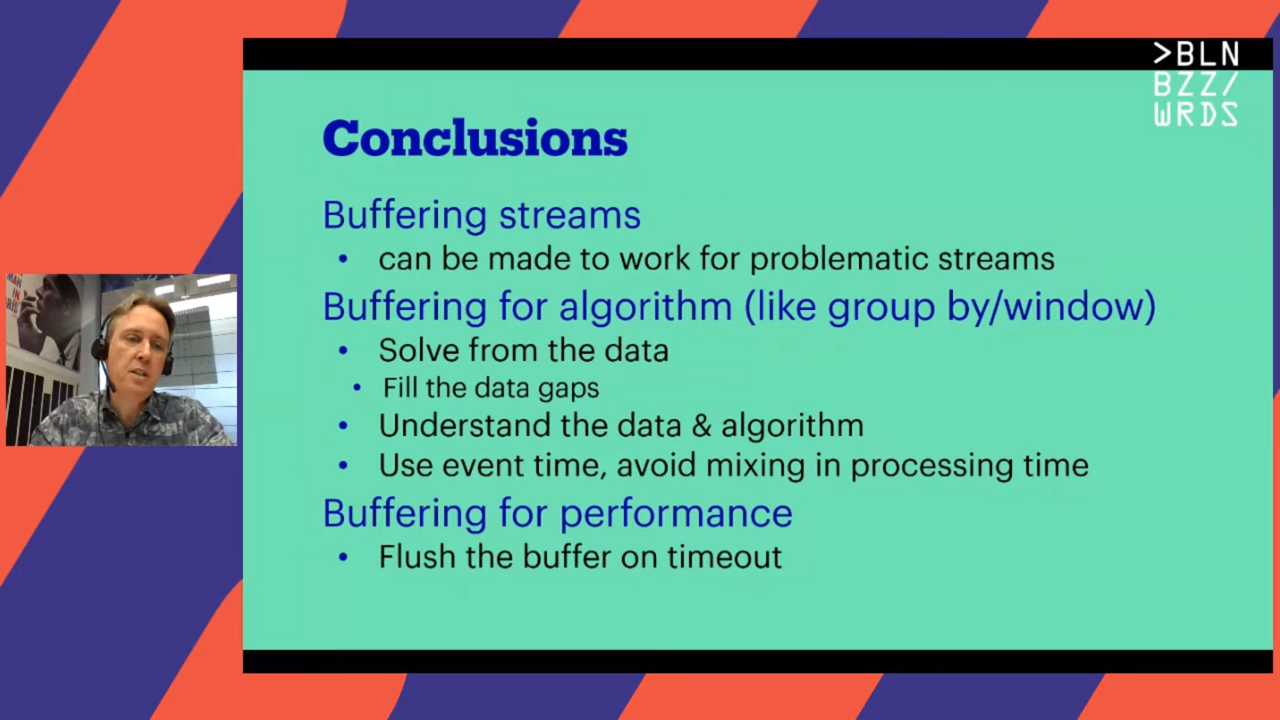 >BLN
BZZ/
WRDS
Conclusions
Buffering streams
• can be made to work for problematic streams
Buffering for algorithm (like group by/window)
• Solve from the data
• Fill the data gaps
• Understand the data & algorithm
• Use event time, avoid mixing in processing time
Buffering for performance
• Flush the buffer on timeout